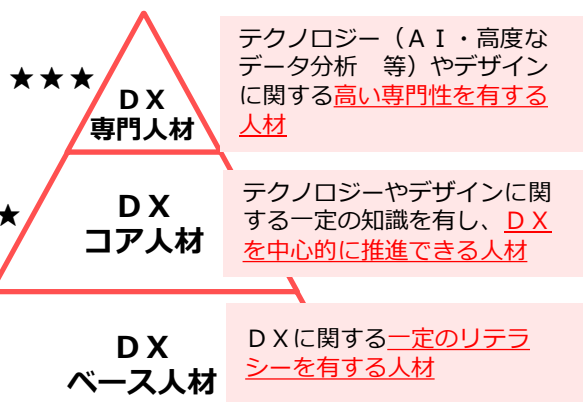 ★★★
ＤＸ
専門人材
テクノロジー（ＡＩ・高度な
データ分析　等）やデザイン
に関する高い専門性を有する
人材
★
ＤＸ
コア人材
テクノロジーやデザインに関
する一定の知識を有し、ＤＸ
を中心的に推進できる人材
ＤＸ
ベース人材
ＤＸに関する一定のリテラ
シーを有する人材